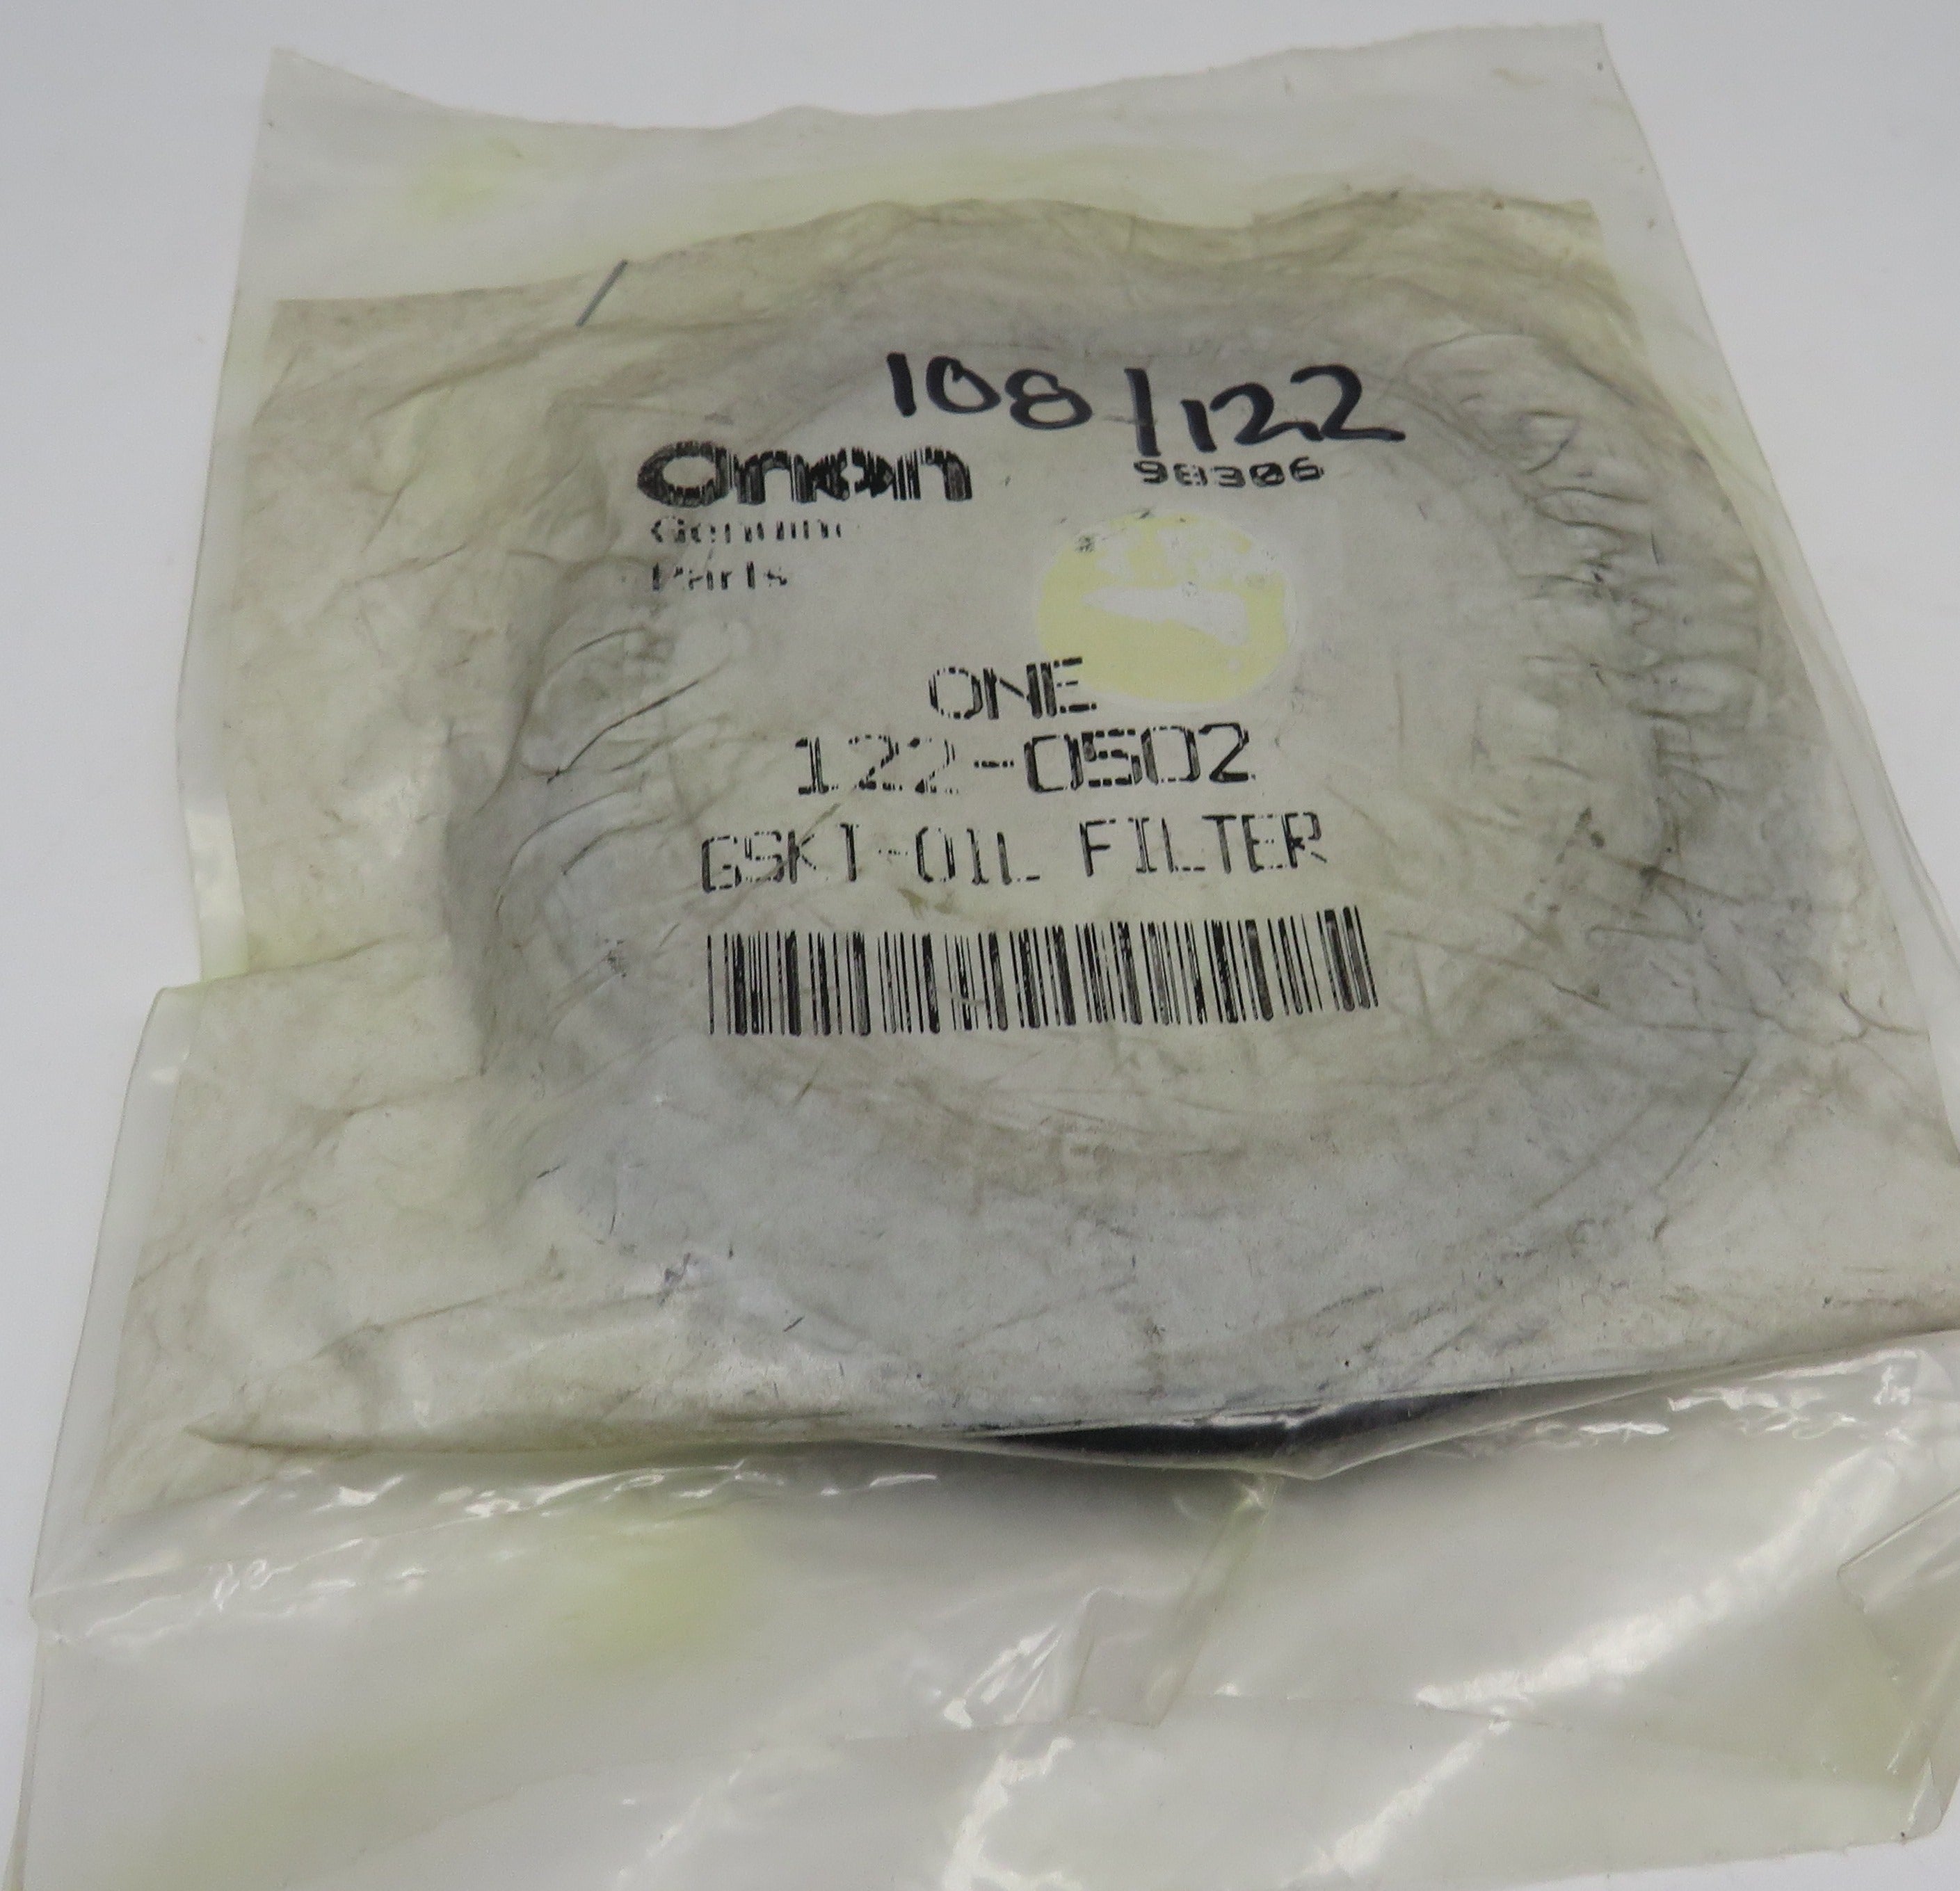 108/122
Onan
98306
Genuine
Parts
ONE
122-0502
GSKT-OIL FILTER